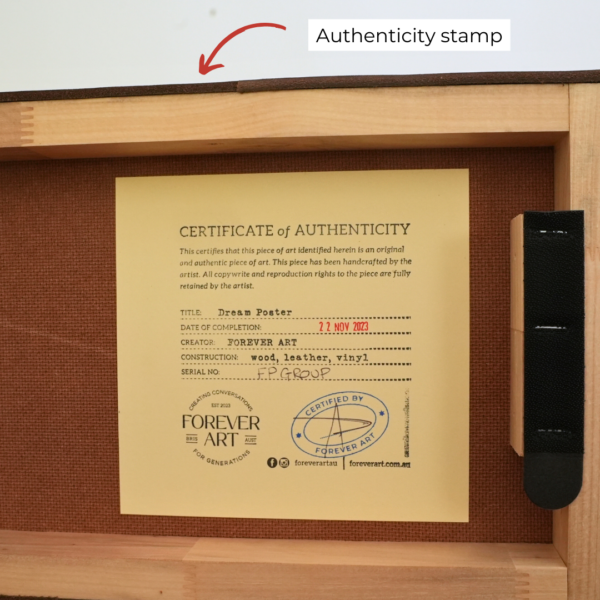 Authenticity stamp
CERTIFICATE of AUTHENTICITY
This certifies that this piece of art identified herein is an original
and authentic piece of art. This piece has been handcrafted by the
artist. All copywrite and reproduction rights to the piece are fully
retained by the artist.
TITLE: Dream Poster
DATE OF COMPLETION: 22 NOV 2023
CREATOR: FOREVER ART
CONSTRUCTION: wood, leather, vinyl
SERIAL NO: FP.GROUP
CREATING CONVERSATIONS
EST 2020
FOREVER
ART
BRIS AUST
FOR GENERATIONS
CERTIFIED BY
FOREVER ART
foreverartau | foreverart.com.au